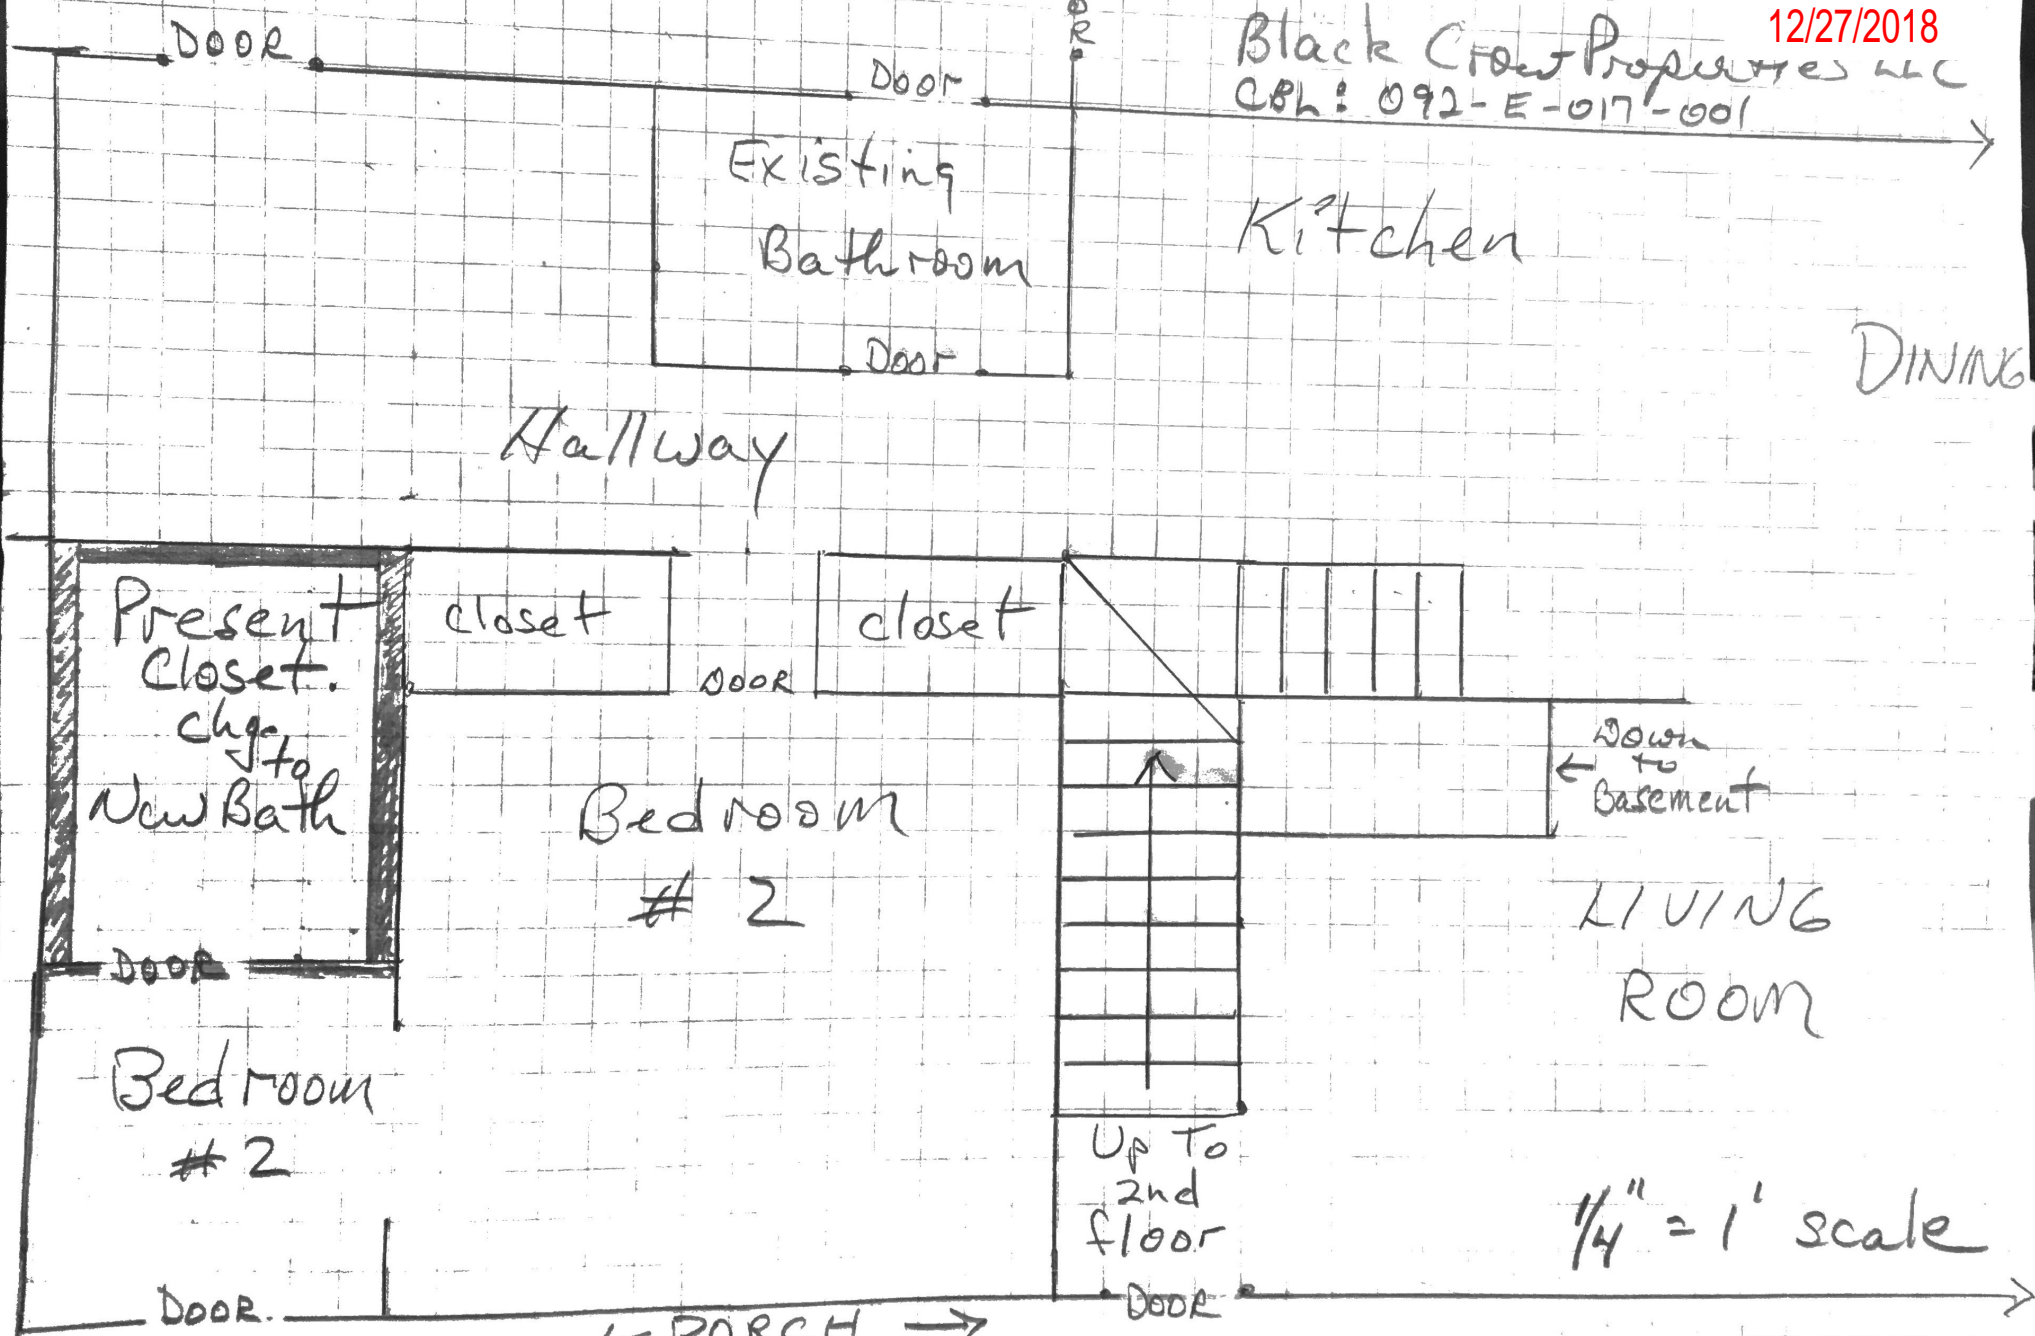 12/27/2018
DOOR
Door
OR
Black Crow Properties LLC
CBL: 092-E-017-001
Existing
Bathroom
Door
Kitchen
DINING
Hallway
Present
Closet.
chg.
to
New Bath
DOOR
closet
DOOR
closet
Down
to
Basement
Bedroom
# 2
LIVING
ROOM
Bedroom
# 2
Up To
2nd
floor
1/4" = 1' scale
DOOR.
DOOR
← PORCH →